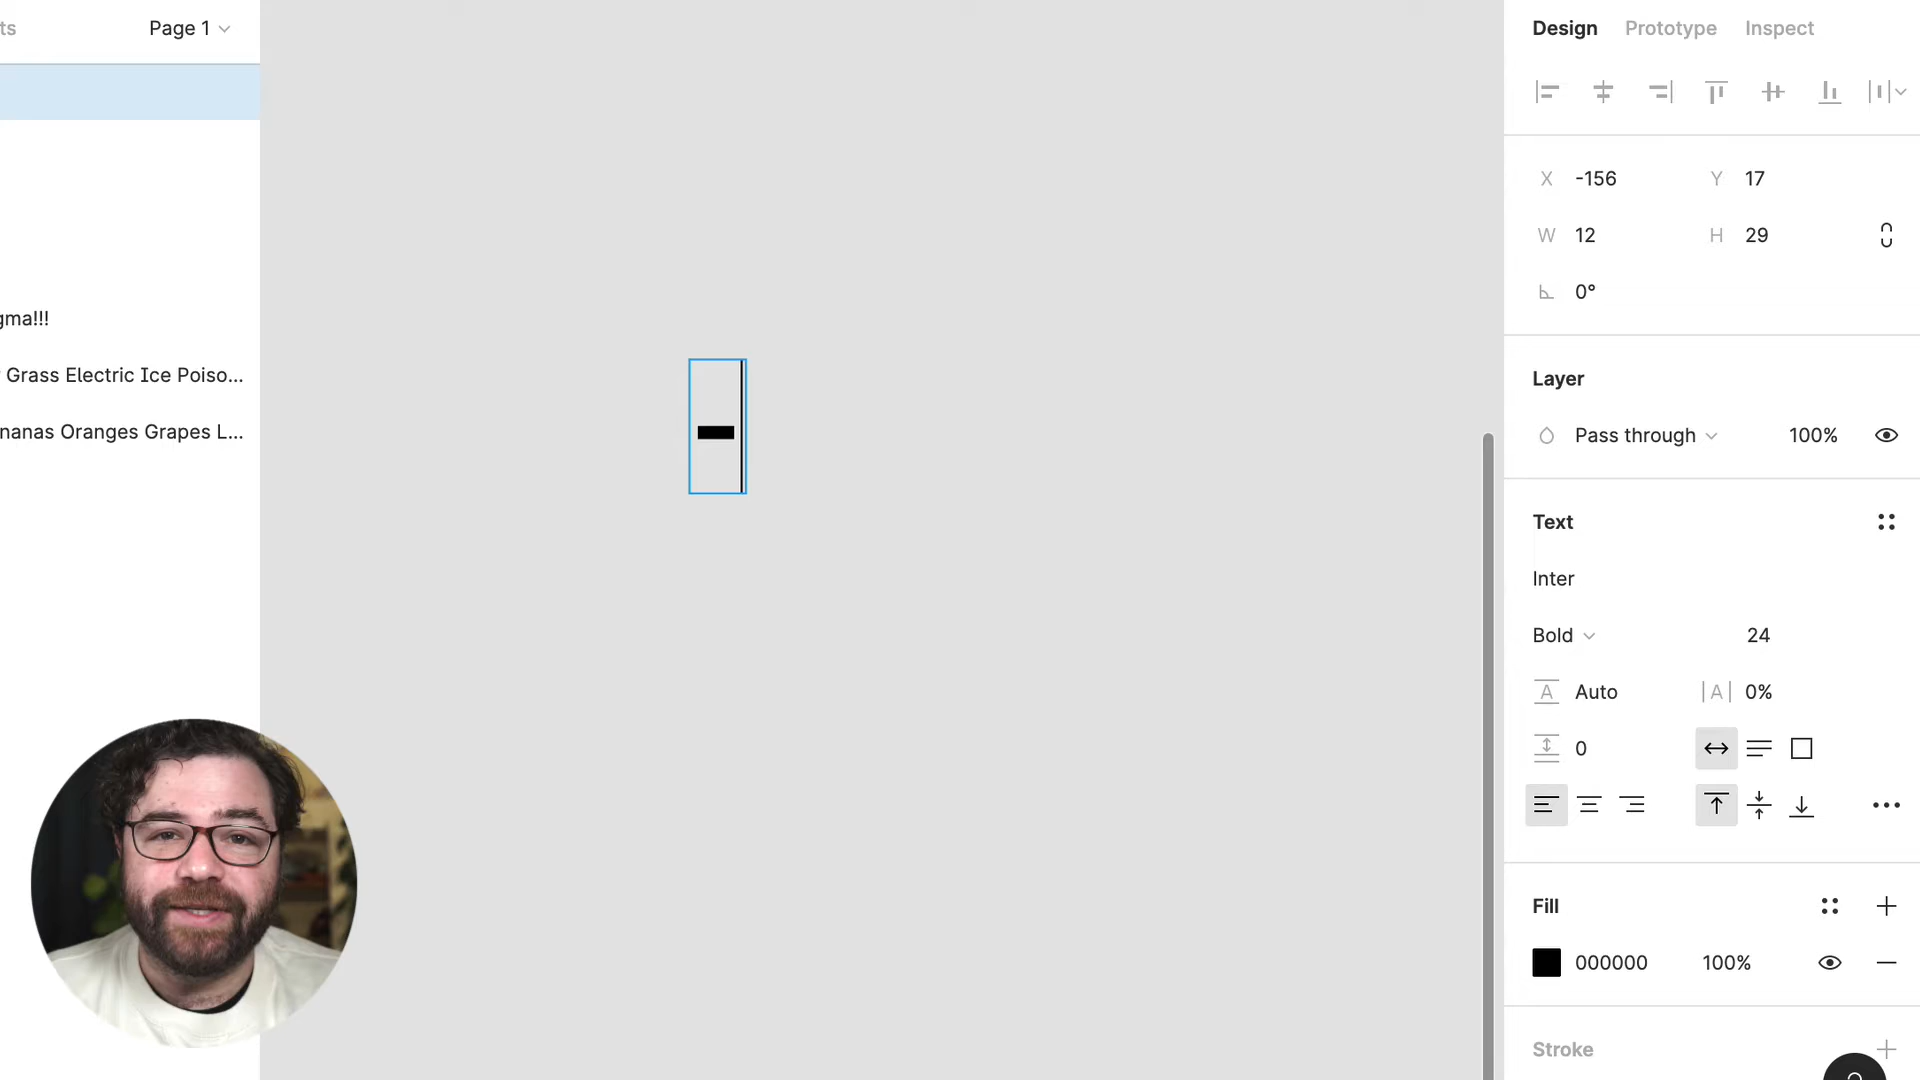 ts
Page 1
gma!!!
Grass Electric Ice Poiso...
nanas Oranges Grapes L...
-
Design Prototype Inspect
X -156 Y 17
W 12 H 29
0°
Layer
Pass through 100%
Text
Inter
Bold 24
A Auto |A| 0%
0
Fill
000000 100%
Stroke